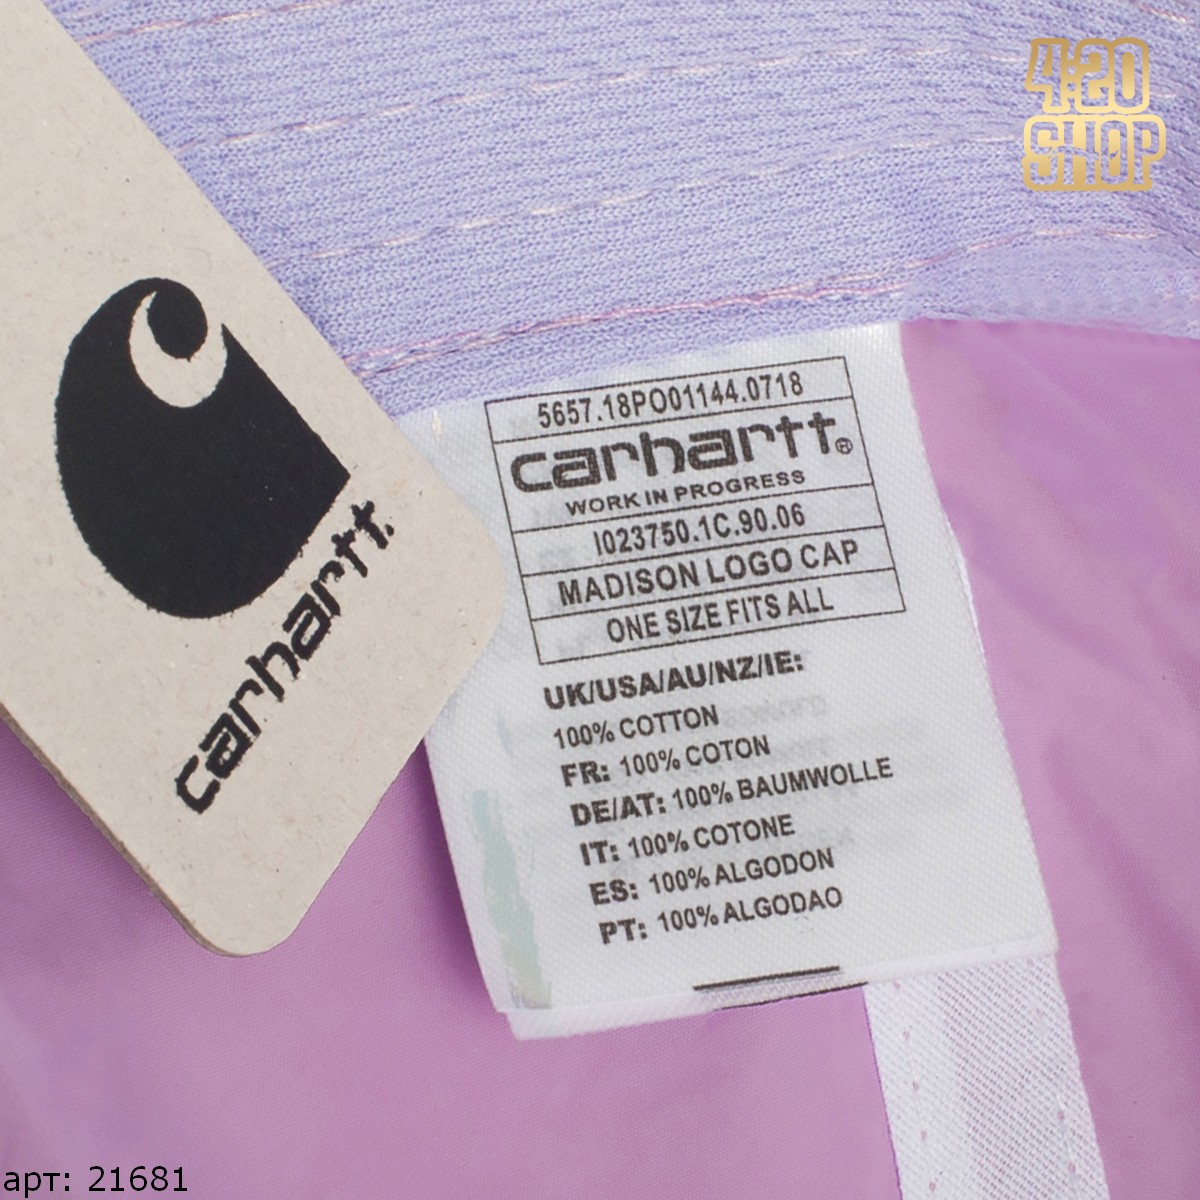 4:20
SHOP
carhartt.
5657.18PO01144.0718
carhartt®
WORK IN PROGRESS
I023750.1C.90.06
MADISON LOGO CAP
ONE SIZE FITS ALL
UK/USA/AU/NZ/IE:
100% COTTON
FR: 100% COTON
DE/AT: 100% BAUMWOLLE
IT: 100% COTONE
ES: 100% ALGODON
PT: 100% ALGODAO
арт: 21681